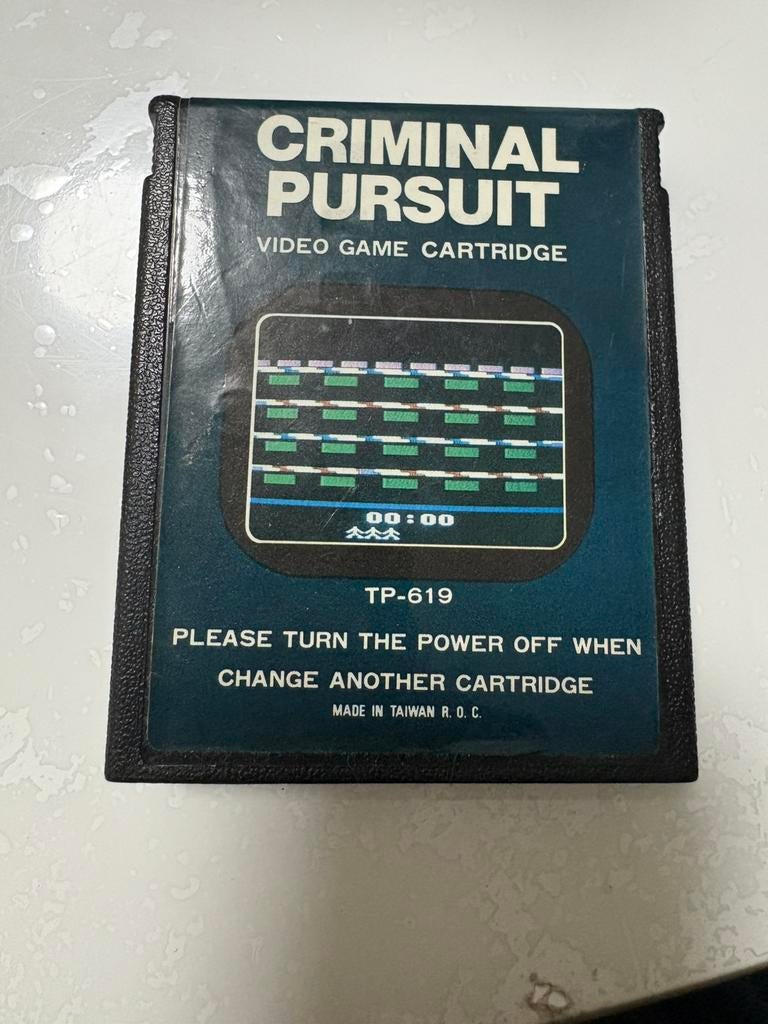 CRIMINAL
PURSUIT
VIDEO GAME CARTRIDGE
00:00
TP-619
PLEASE TURN THE POWER OFF WHEN
CHANGE ANOTHER CARTRIDGE
MADE IN TAIWAN R. O. C.